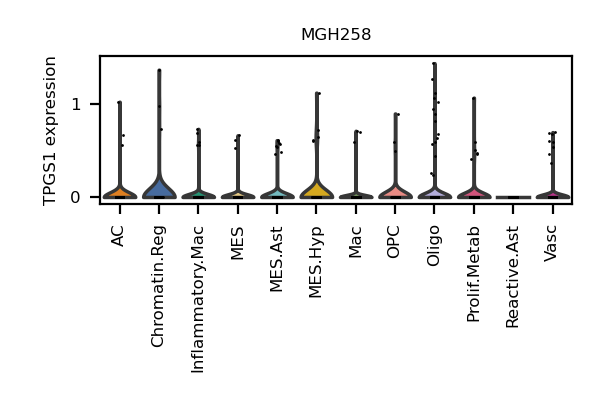 MGH258
TPGS1 expression
1
0
AC
Chromatin.Reg
Inflammatory.Mac
MES
MES.Ast
MES.Hyp
Mac
OPC
Oligo
Prolif.Metab
Reactive.Ast
Vasc